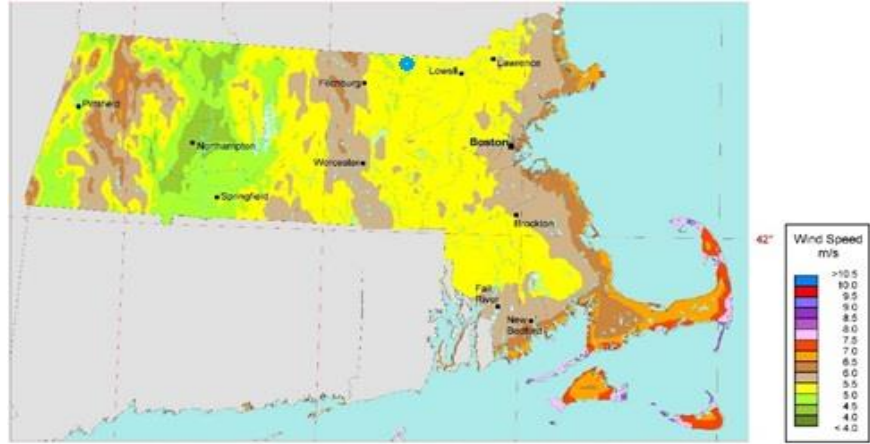 Lawrence
Lowell
Fitchburg
Pittsfield
Northampton
Boston
Worcester
Springfield
Brockton
42°
Wind Speed
m/s
>10.5
10.0
9.5
9.0
8.5
8.0
7.5
7.0
6.5
6.0
5.5
5.0
4.5
< 4.0
Fall
River
New
Bedford